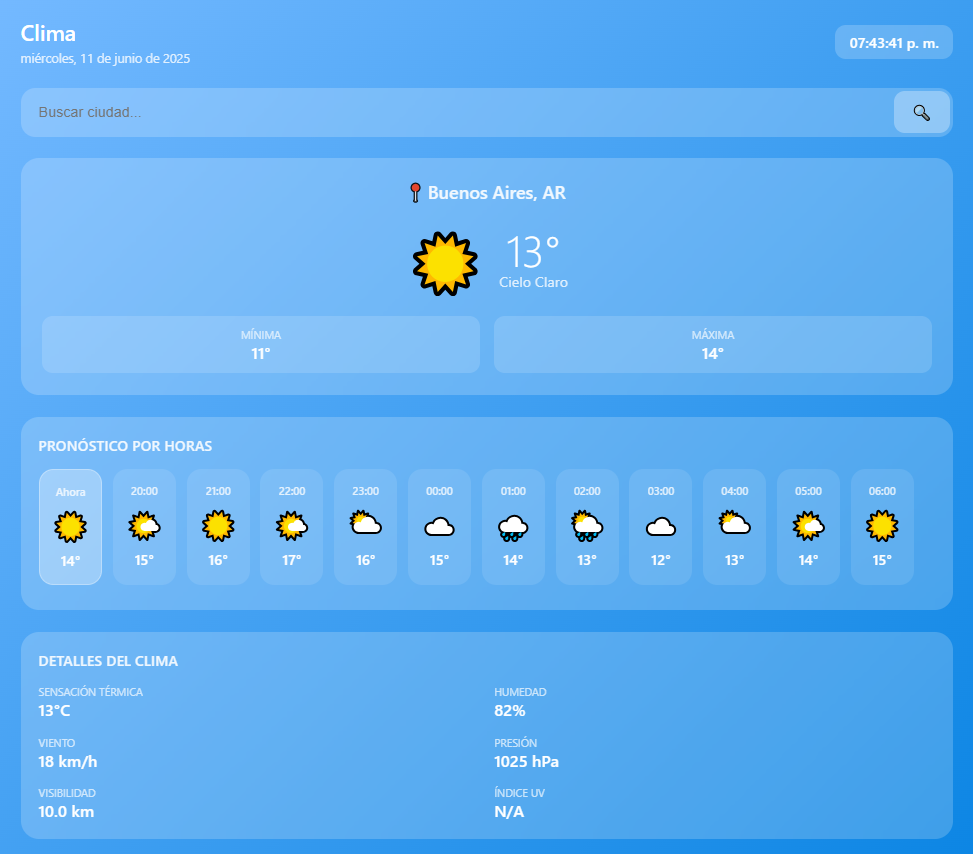 Clima
miércoles, 11 de junio de 2025
07:43:41 p. m.
Buscar ciudad...
Buenos Aires, AR
13°
Cielo Claro
MÍNIMA
11°
MÁXIMA
14°
PRONÓSTICO POR HORAS
Ahora 20:00 21:00 22:00 23:00 00:00 01:00 02:00 03:00 04:00 05:00 06:00
14° 15° 16° 17° 16° 15° 14° 13° 12° 13° 14° 15°
DETALLES DEL CLIMA
SENSACIÓN TÉRMICA
13°C
HUMEDAD
82%
VIENTO
18 km/h
PRESIÓN
1025 hPa
VISIBILIDAD
10.0 km
ÍNDICE UV
N/A